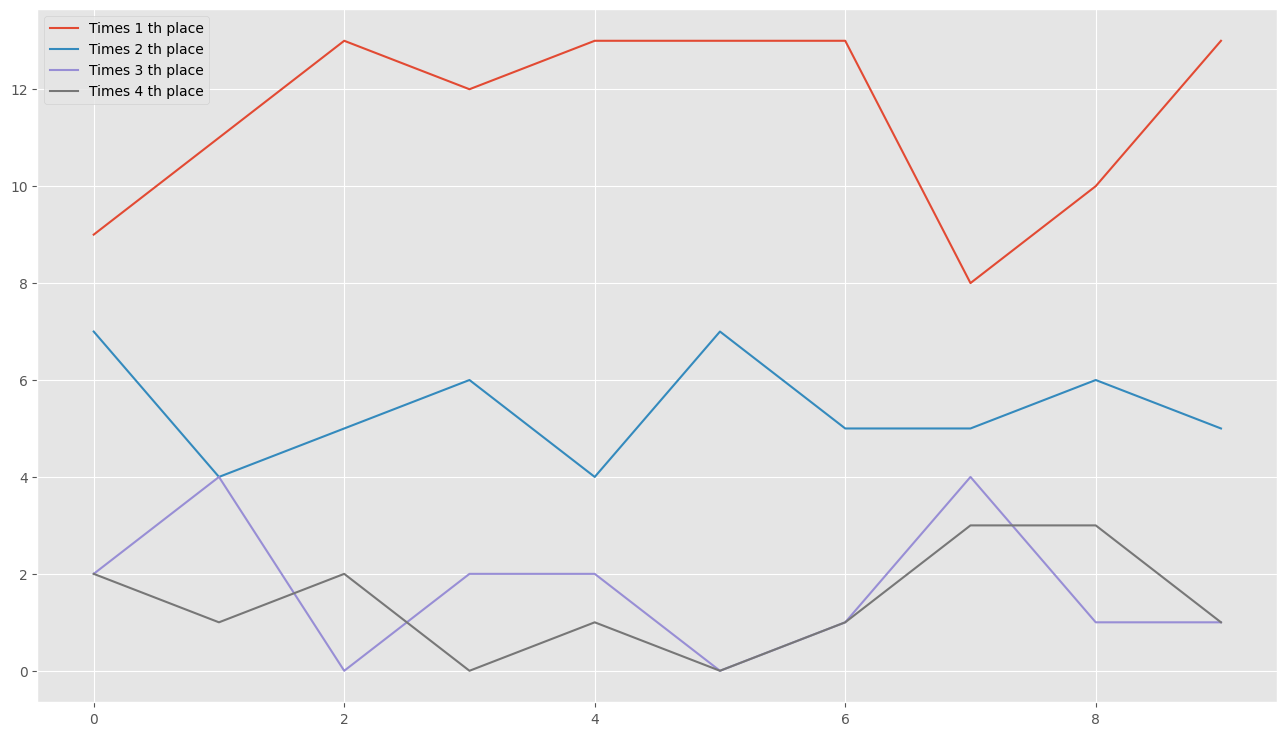 Times 1 th place
Times 2 th place
Times 3 th place
Times 4 th place
12
10
8
6
4
2
0
0 2 4 6 8